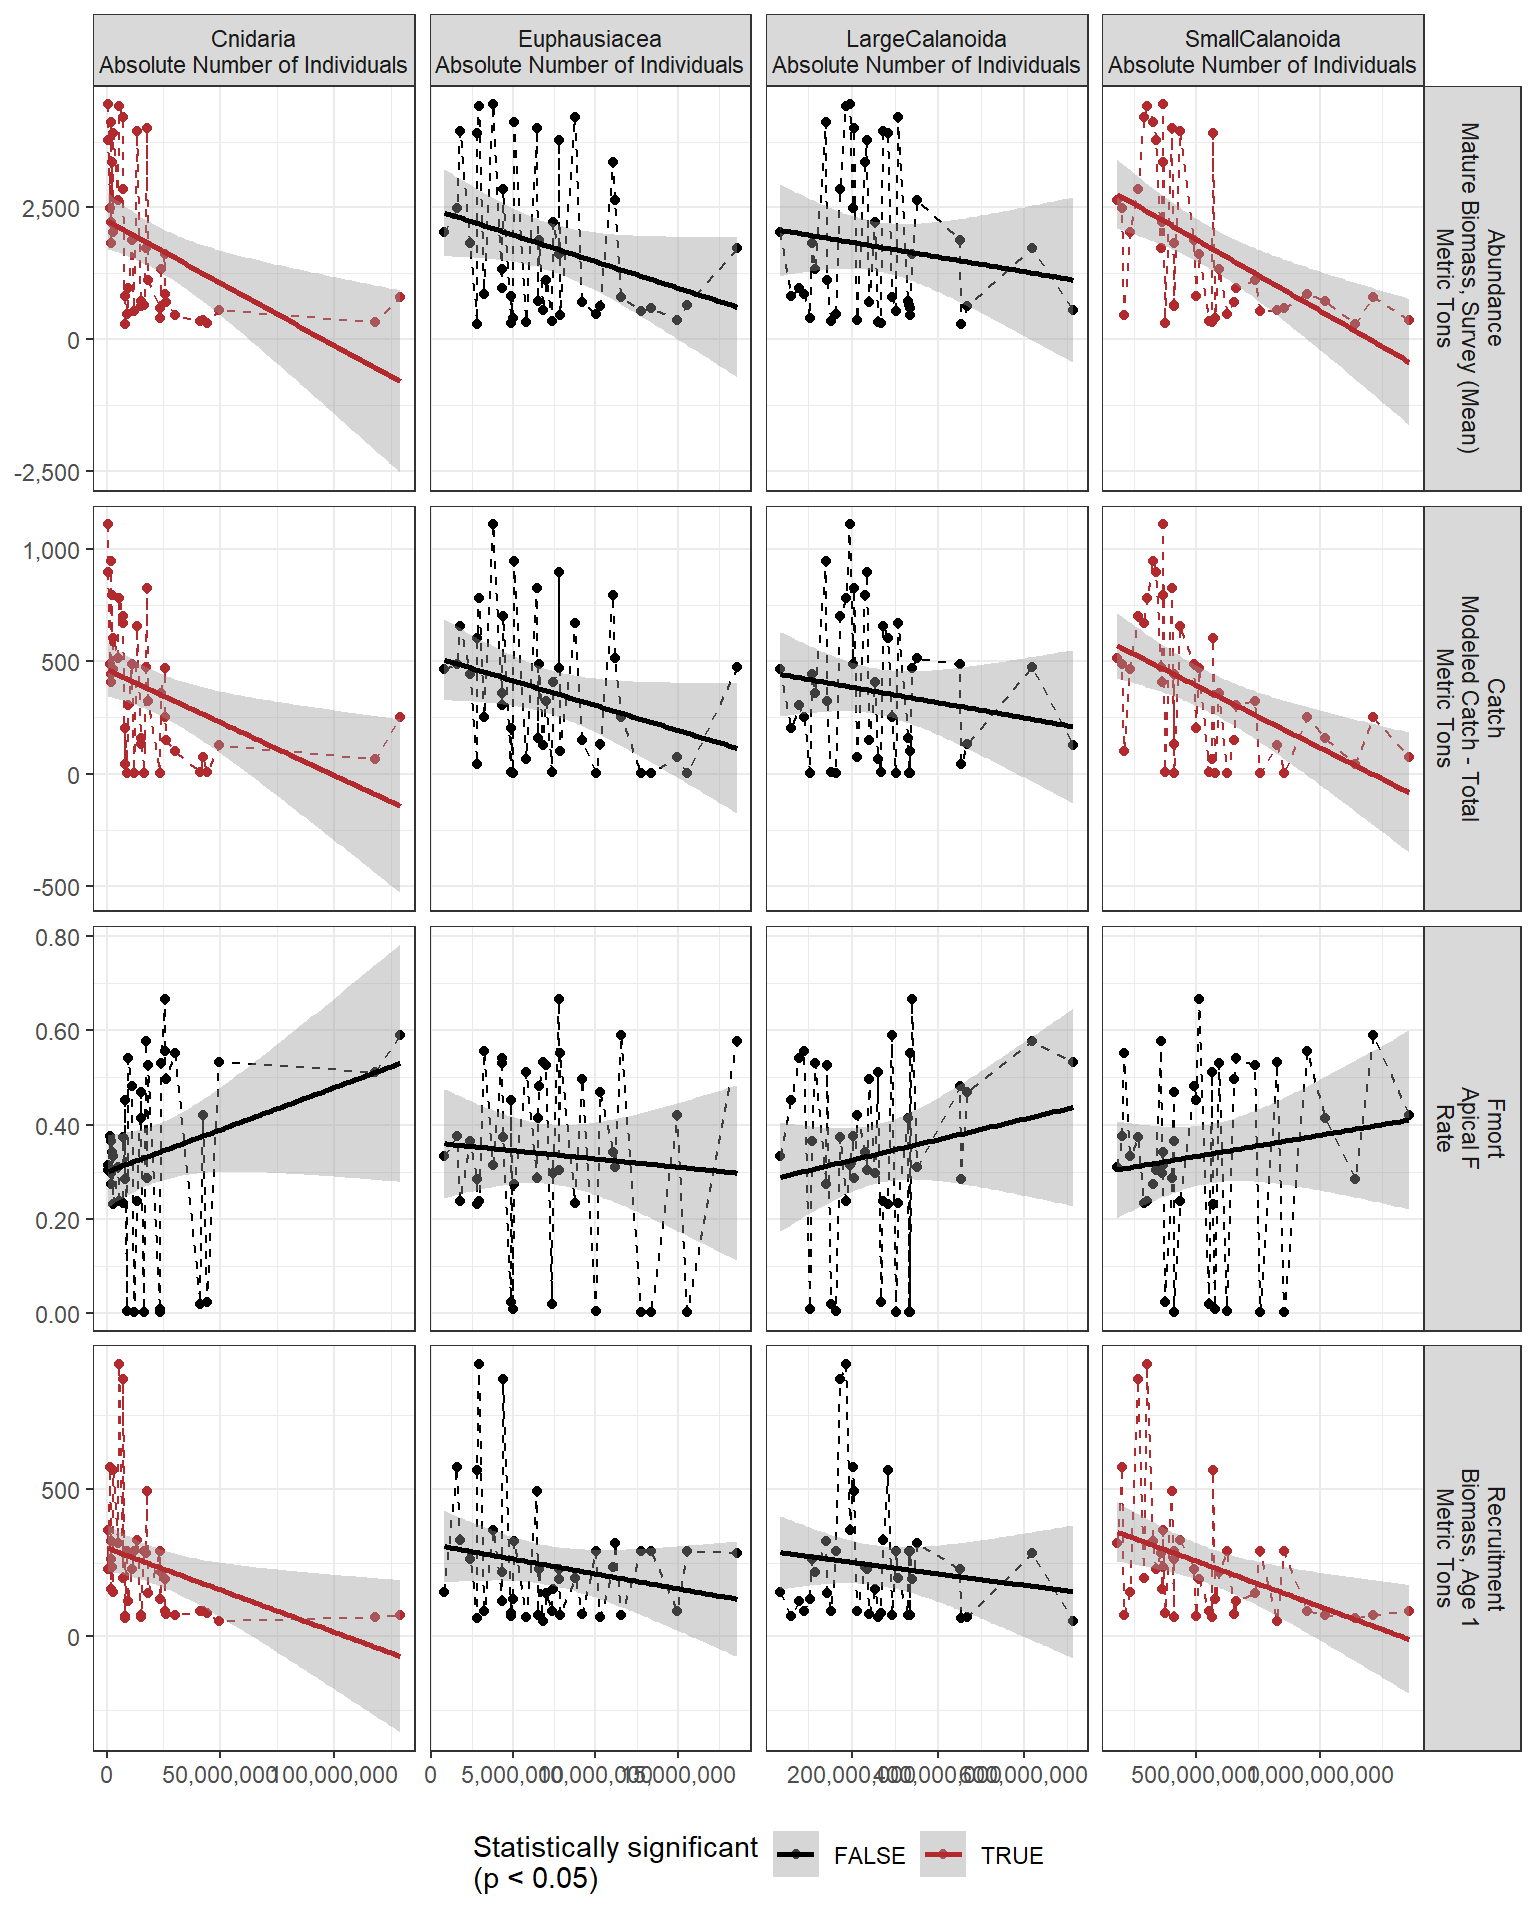 Cnidaria
Absolute Number of Individuals
Euphausiacea
Absolute Number of Individuals
LargeCalanoida
Absolute Number of Individuals
SmallCalanoida
Absolute Number of Individuals
2,500
0
-2,500
Abundance
Mature Biomass, Survey (Mean)
Metric Tons
1,000
500
0
-500
Catch
Modeled Catch - Total
Metric Tons
0.80
0.60
0.40
0.20
0.00
Fmort
Apical F
Rate
500
0
Recruitment
Biomass, Age 1
Metric Tons
0 50,000,000 100,000,000
0 5,000,000 10,000,000 15,000,000
200,000,000 400,000,000 600,000,000
500,000,000 1,000,000,000
Statistically significant
(p < 0.05)
FALSE
TRUE